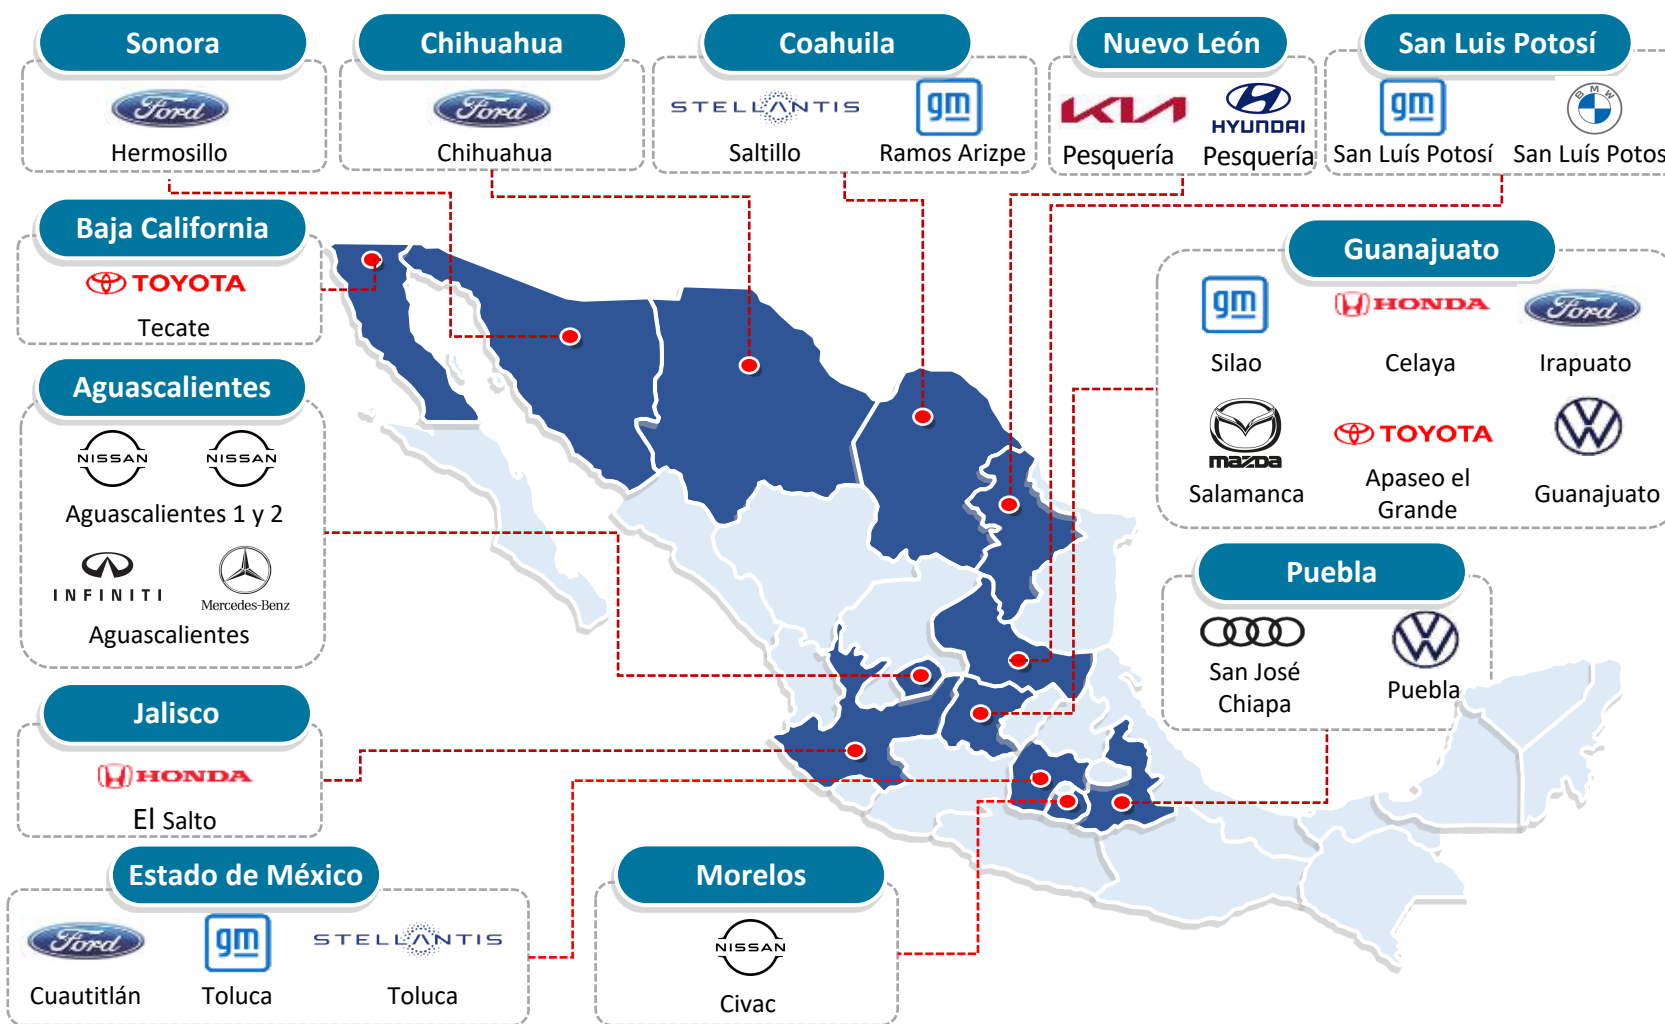 Sonora
Ford
Hermosillo
Chihuahua
Ford
Chihuahua
Coahuila
STELLANTIS
Saltillo
gm
Ramos Arizpe
Nuevo León
KIA
Pesquería
HYUNDAI
Pesquería
San Luis Potosí
gm
San Luís Potosí
BMW
San Luís Potos
Baja California
TOYOTA
Tecate
Guanajuato
gm
Silao
HONDA
Celaya
Ford
Irapuato
mazda
Salamanca
TOYOTA
Apaseo el
Grande
Guanajuato
Aguascalientes
NISSAN
NISSAN
Aguascalientes 1 y 2
INFINITI
Mercedes-Benz
Aguascalientes
Puebla
San José
Chiapa
Puebla
Jalisco
HONDA
El Salto
Estado de México
Ford
Cuautitlán
gm
Toluca
STELLANTIS
Toluca
Morelos
NISSAN
Civac